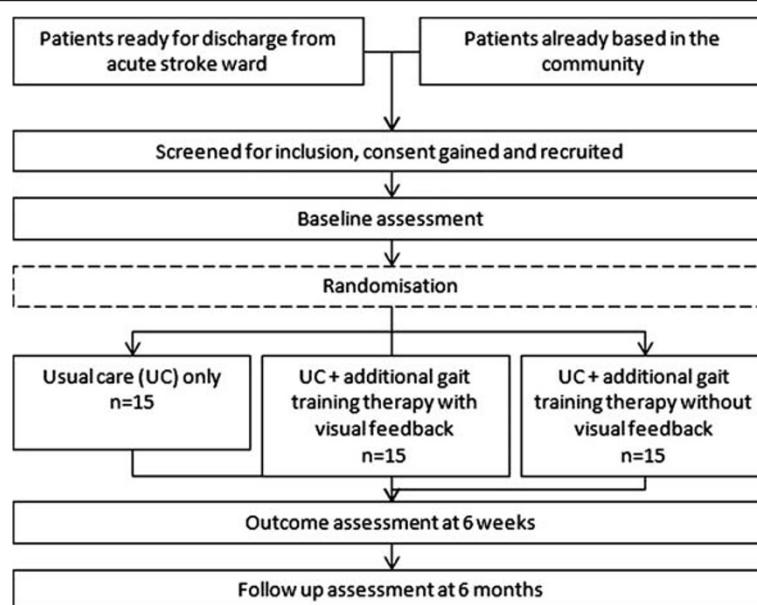 Patients ready for discharge from
acute stroke ward
Patients already based in the
community
Screened for inclusion, consent gained and recruited
Baseline assessment
Randomisation
Usual care (UC) only
n=15
UC + additional gait
training therapy with
visual feedback
n=15
UC + additional gait
training therapy without
visual feedback
n=15
Outcome assessment at 6 weeks
Follow up assessment at 6 months